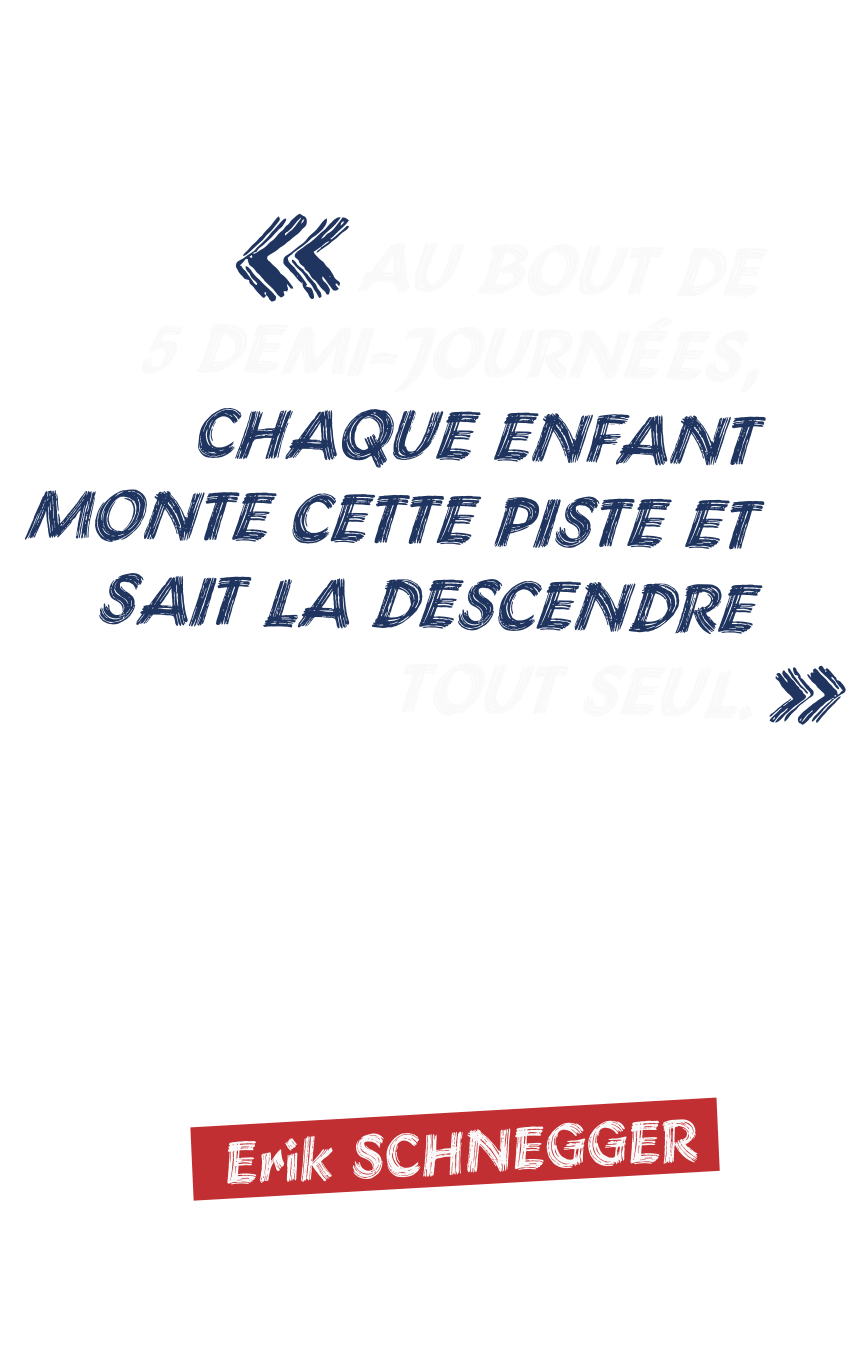 « AU BOUT DE
5 DEMI-JOURNÉES,
CHAQUE ENFANT
MONTE CETTE PISTE ET
SAIT LA DESCENDRE
TOUT SEUL. »
Erik SCHNEGGER